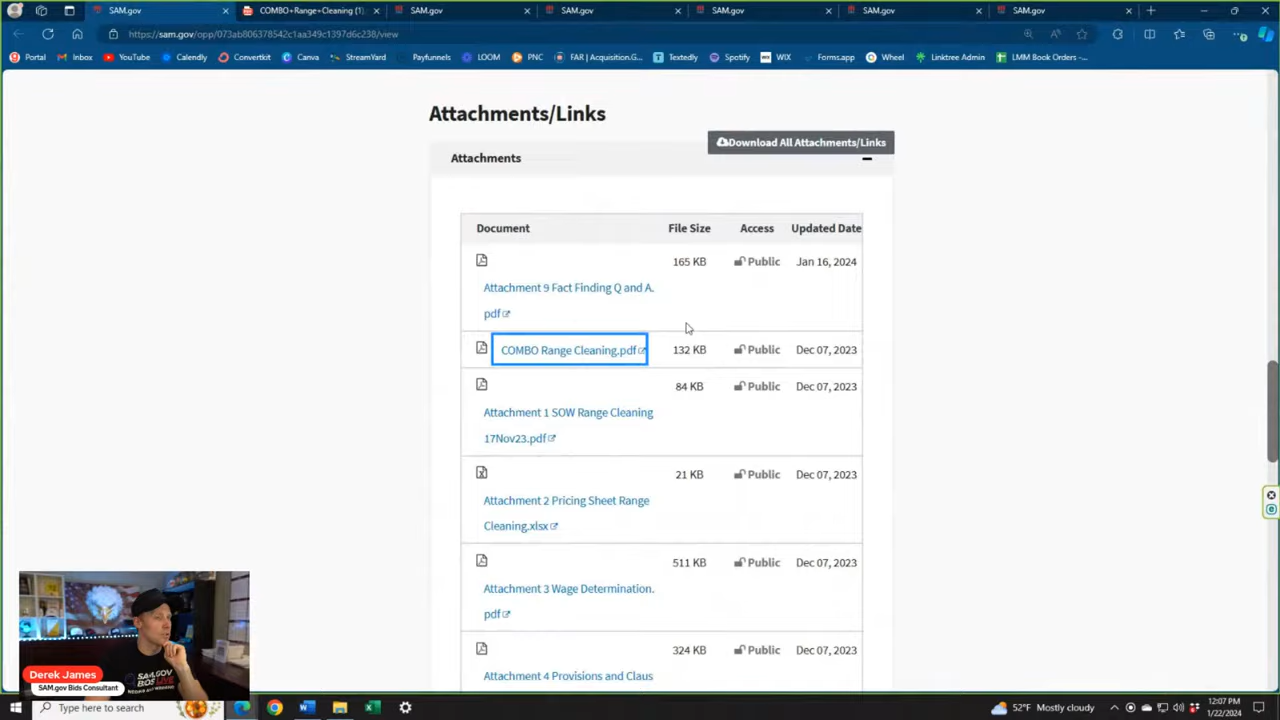 SAM.gov
COMBO+Range+Cleaning (1)
SAM.gov
SAM.gov
SAM.gov
SAM.gov
SAM.gov
https://sam.gov/opp/073ab806378542c1aa349c1397d6c238/view
Portal
Inbox
YouTube
Calendly
Convertkit
Canva
StreamYard
Payfunnels
LOOM
PNC
FAR | Acquisition.G...
Textedly
Spotify
WIX
Forms.app
Wheel
Linktree Admin
LMM Book Orders -...
Attachments/Links
Download All Attachments/Links
Attachments
Document File Size Access Updated Date
165 KB Public Jan 16, 2024
Attachment 9 Fact Finding Q and A.
pdf
COMBO Range Cleaning.pdf 132 KB Public Dec 07, 2023
84 KB Public Dec 07, 2023
Attachment 1 SOW Range Cleaning
17Nov23.pdf
21 KB Public Dec 07, 2023
Attachment 2 Pricing Sheet Range
Cleaning.xlsx
511 KB Public Dec 07, 2023
Attachment 3 Wage Determination.
pdf
324 KB Public Dec 07, 2023
Attachment 4 Provisions and Claus
SAM.GOV
Derek James
SAM.gov Bids Consultant
Type here to search
52°F Mostly cloudy
12:07 PM
1/22/2024